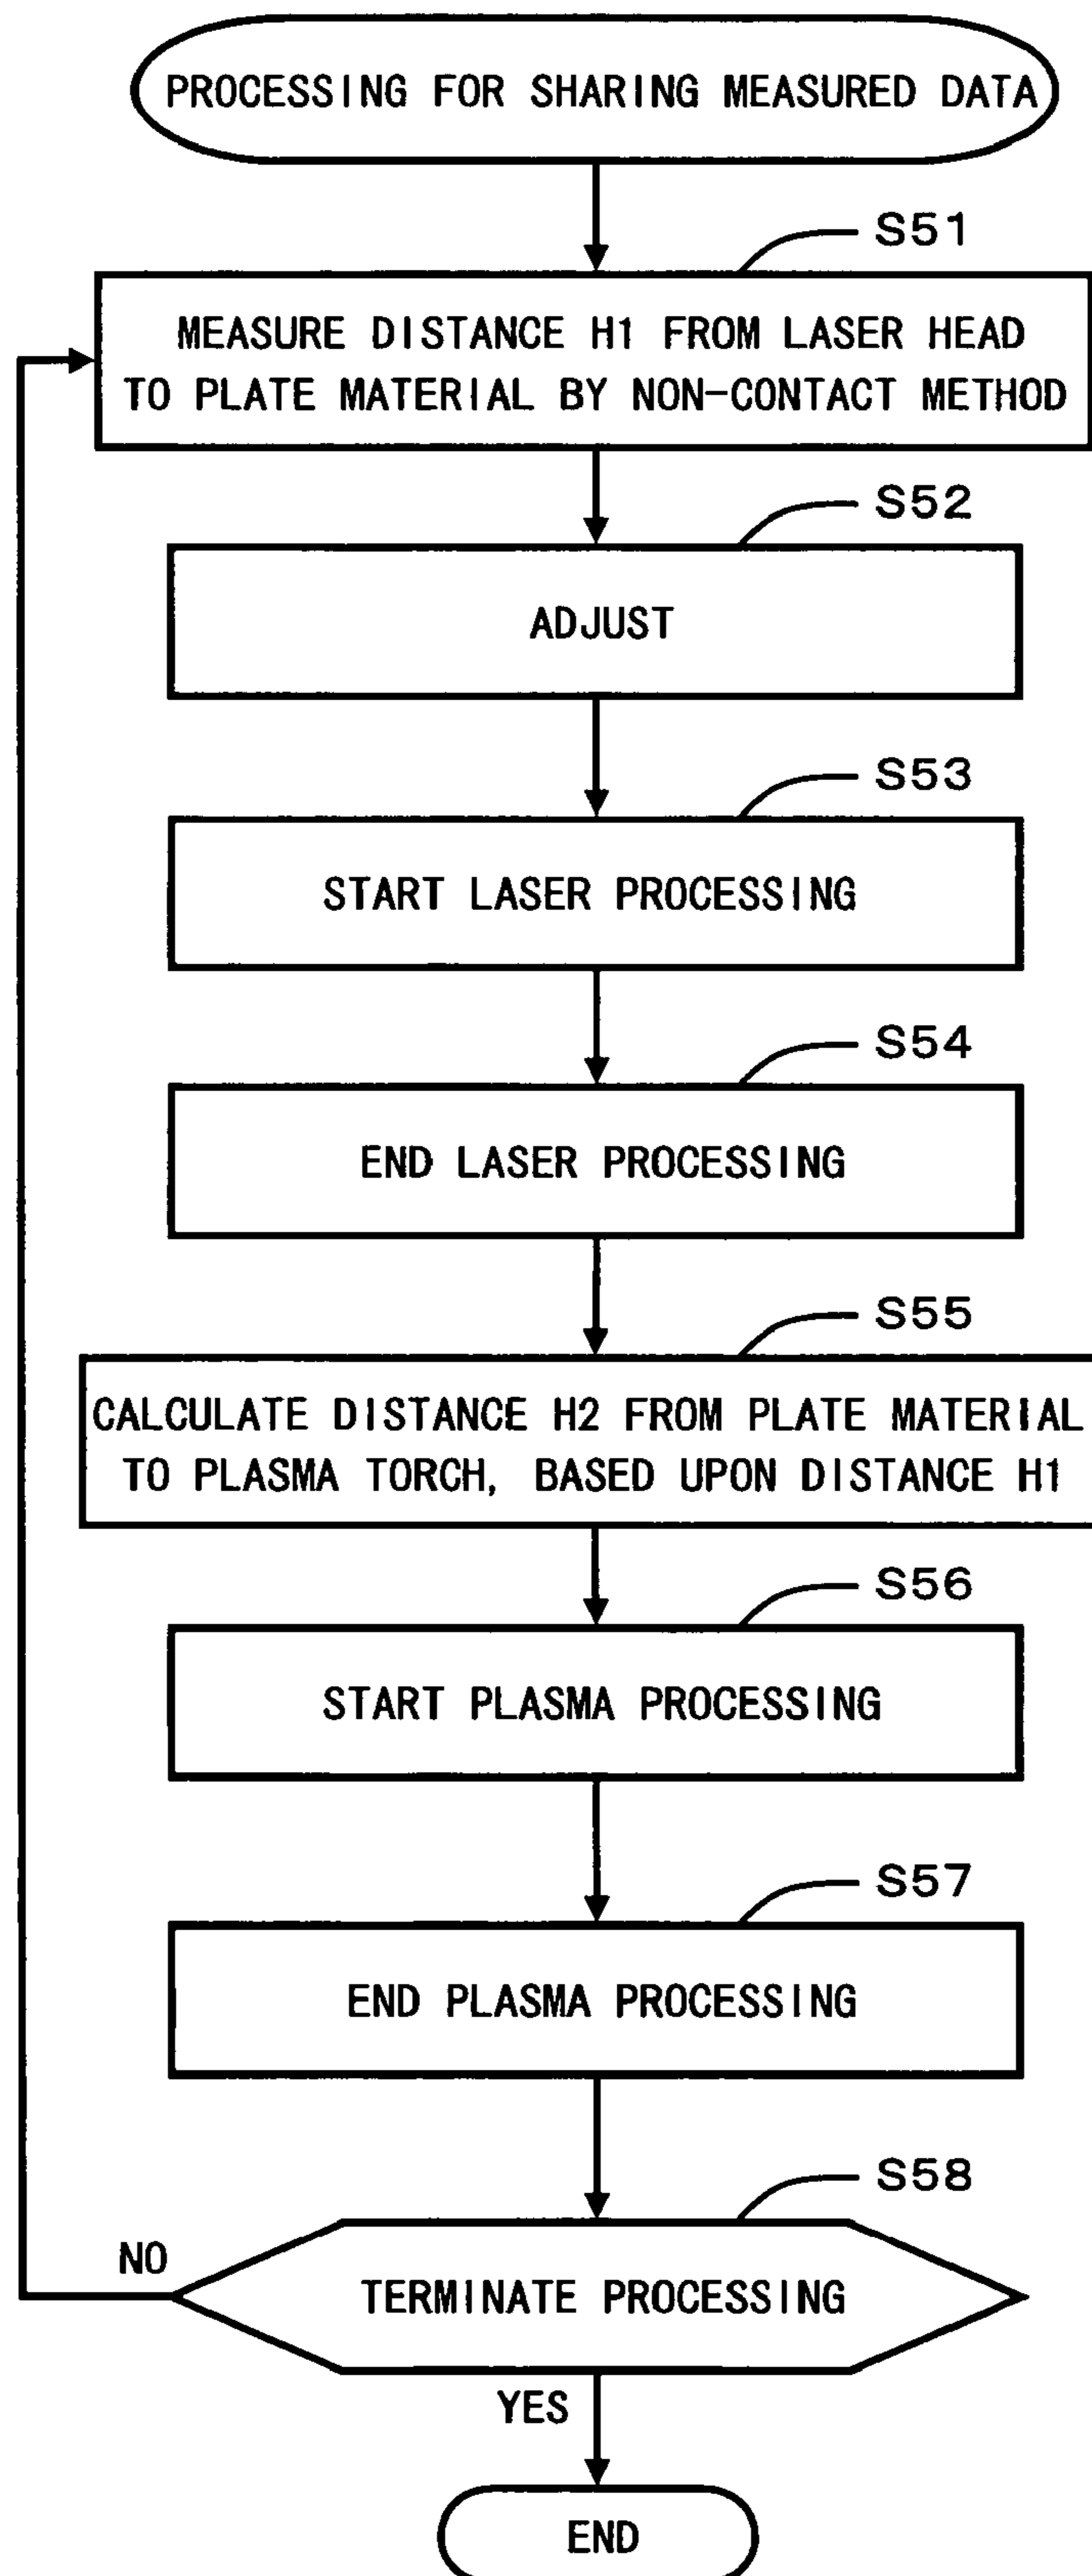 PROCESSING FOR SHARING MEASURED DATA
S51
MEASURE DISTANCE H1 FROM LASER HEAD
TO PLATE MATERIAL BY NON-CONTACT METHOD
S52
ADJUST
S53
START LASER PROCESSING
S54
END LASER PROCESSING
S55
CALCULATE DISTANCE H2 FROM PLATE MATERIAL
TO PLASMA TORCH, BASED UPON DISTANCE H1
S56
START PLASMA PROCESSING
S57
END PLASMA PROCESSING
S58
NO
TERMINATE PROCESSING
YES
END